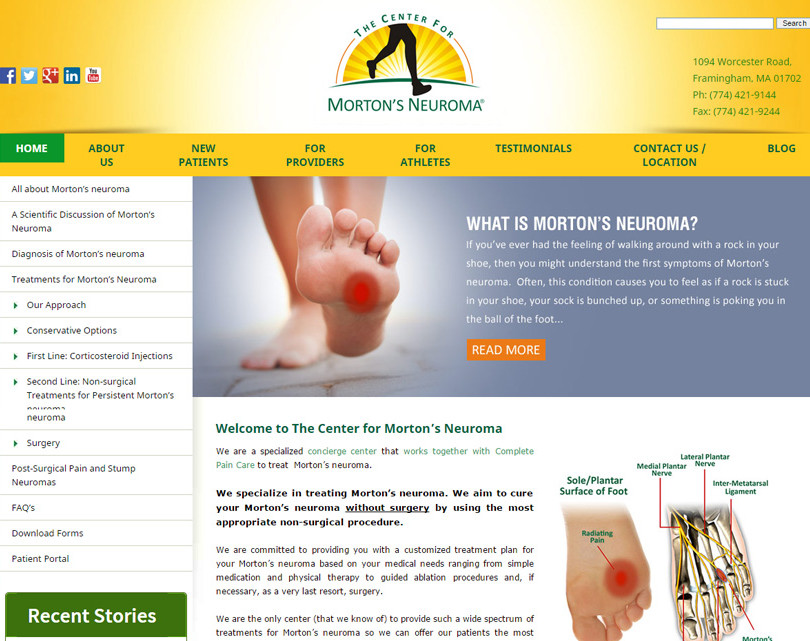 THE CENTER FOR
MORTON'S NEUROMA®
Search
1094 Worcester Road,
Framingham, MA 01702
Ph: (774) 421-9144
Fax: (774) 421-9244
You
Tube
HOME
ABOUT
US
NEW
PATIENTS
FOR
PROVIDERS
FOR
ATHLETES
TESTIMONIALS
CONTACT US /
LOCATION
BLOG
All about Morton's neuroma
A Scientific Discussion of Morton's
Neuroma
Diagnosis of Morton's neuroma
Treatments for Morton's Neuroma
Our Approach
Conservative Options
First Line: Corticosteroid Injections
Second Line: Non-surgical
Treatments for Persistent Morton's
neuroma
neuroma
Surgery
Post-Surgical Pain and Stump
Neuromas
FAQ's
Download Forms
Patient Portal
Recent Stories
WHAT IS MORTON'S NEUROMA?
If you've ever had the feeling of walking around with a rock in your
shoe, then you might understand the first symptoms of Morton's
neuroma. Often, this condition causes you to feel as if a rock is stuck
in your shoe, your sock is bunched up, or something is poking you in
the ball of the foot...
READ MORE
Welcome to The Center for Morton's Neuroma
We are a specialized concierge center that works together with Complete
Pain Care to treat Morton's neuroma.
We specialize in treating Morton's neuroma. We aim to cure
your Morton's neuroma without surgery by using the most
appropriate non-surgical procedure.
We are committed to providing you with a customized treatment plan for
your Morton's neuroma based on your medical needs ranging from simple
medication and physical therapy to guided ablation procedures and, if
necessary, as a very last resort, surgery.
We are the only center (that we know of) to provide such a wide spectrum of
treatments for Morton's neuroma so we can offer our patients the most
Sole/Plantar
Surface of Foot
Radiating
Pain
Medial Plantar
Nerve
Lateral Plantar
Nerve
Inter-Metatarsal
Ligament
Morton's